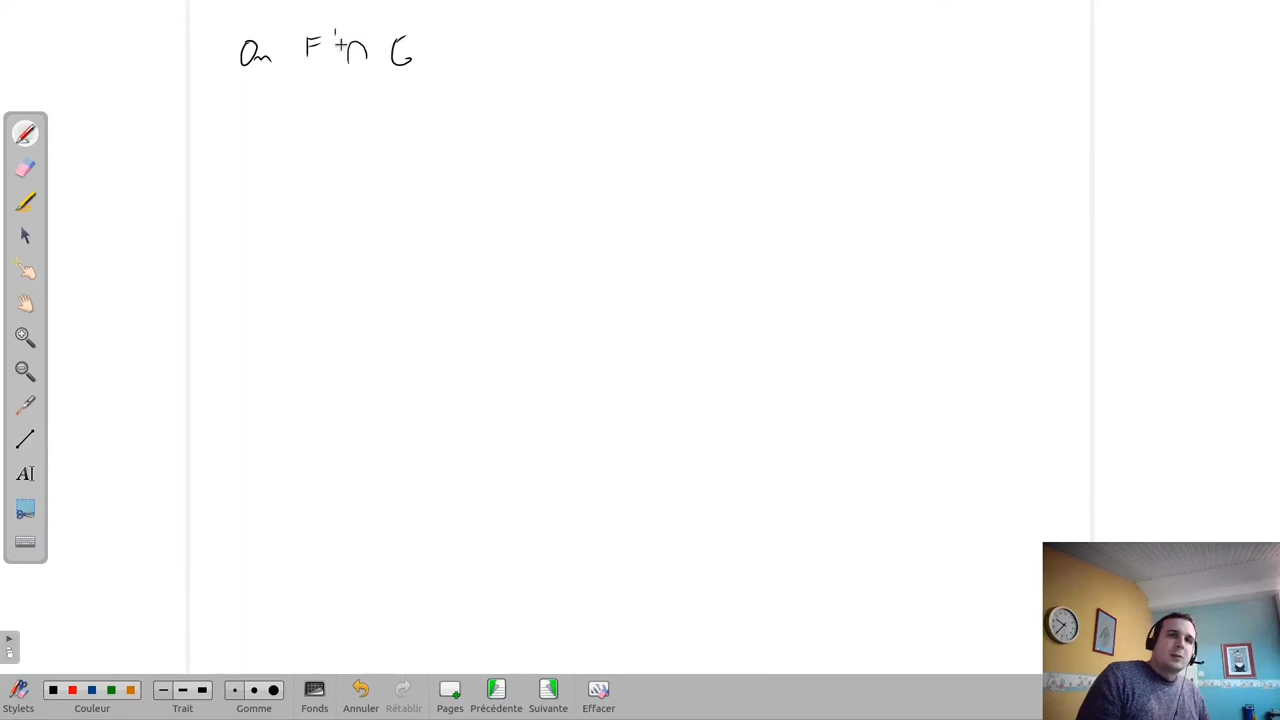 On F'∩ G
Stylets
Couleur
Trait
Gomme
Fonds
Annuler
Rétablir
Pages
Précédente
Suivante
Effacer